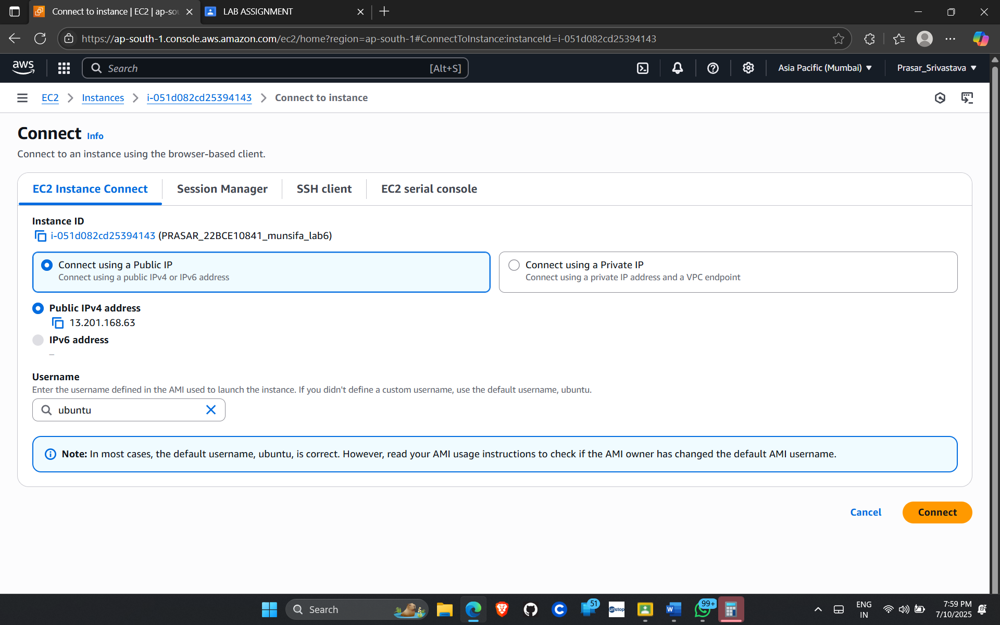 Connect to instance | EC2 | ap-sou
LAB ASSIGNMENT
https://ap-south-1.console.aws.amazon.com/ec2/home?region=ap-south-1#ConnectToInstance:instanceId=i-051d082cd25394143
aws
Search
[Alt+S]
Asia Pacific (Mumbai)
Prasar_Srivastava
EC2
Instances
i-051d082cd25394143
Connect to instance
Connect Info
Connect to an instance using the browser-based client.
EC2 Instance Connect
Session Manager
SSH client
EC2 serial console
Instance ID
i-051d082cd25394143 (PRASAR_22BCE10841_munsifa_lab6)
Connect using a Public IP
Connect using a public IPv4 or IPv6 address
Connect using a Private IP
Connect using a private IP address and a VPC endpoint
Public IPv4 address
13.201.168.63
IPv6 address
–
Username
Enter the username defined in the AMI used to launch the instance. If you didn't define a custom username, use the default username, ubuntu.
ubuntu
Note: In most cases, the default username, ubuntu, is correct. However, read your AMI usage instructions to check if the AMI owner has changed the default AMI username.
Cancel
Connect
Search
51
unstop
W
99+
ENG
IN
7:59 PM
7/10/2025